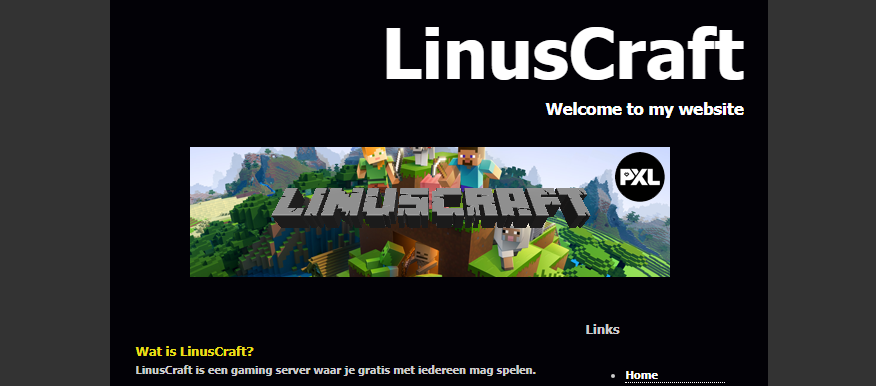 LinusCraft
Welcome to my website
PXL
LINUSCRAFT
Links
Wat is LinusCraft?
LinusCraft is een gaming server waar je gratis met iedereen mag spelen.
Home